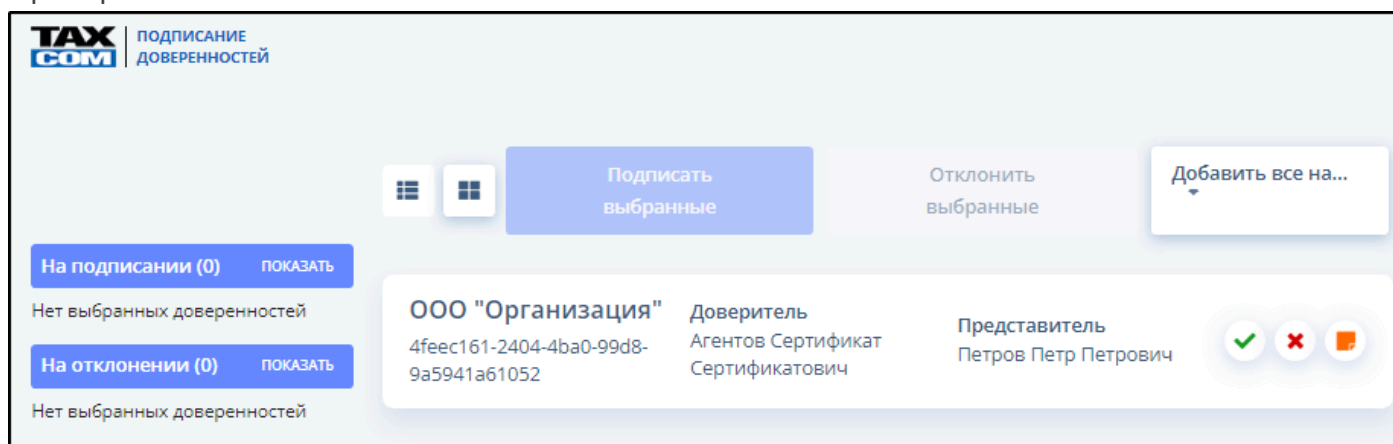 TAX
COM
ПОДПИСАНИЕ
ДОВЕРЕННОСТЕЙ
Подписать
выбранные
Отклонить
выбранные
Добавить все на...
На подписании (0) ПОКАЗАТЬ
Нет выбранных доверенностей
На отклонении (0) ПОКАЗАТЬ
Нет выбранных доверенностей
ООО "Организация"
4feec161-2404-4ba0-99d8-
9a5941a61052
Доверитель
Агентов Сертификат
Сертификатович
Представитель
Петров Петр Петрович